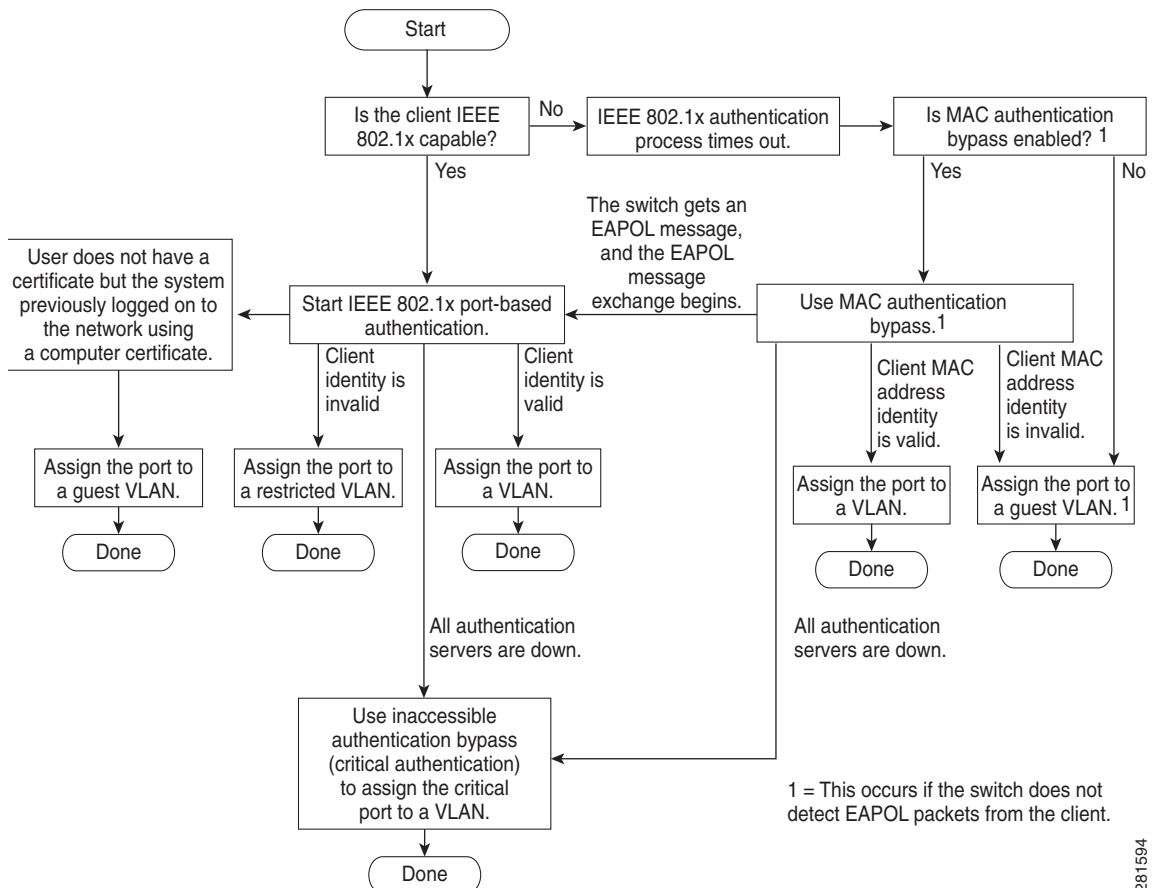 Start
Is the client IEEE
802.1x capable?
No
IEEE 802.1x authentication
process times out.
Is MAC authentication
bypass enabled? 1
Yes
Yes
No
The switch gets an
EAPOL message,
and the EAPOL
message
exchange begins.
User does not have a
certificate but the system
previously logged on to
the network using
a computer certificate.
Start IEEE 802.1x port-based
authentication.
Use MAC authentication
bypass.1
Client
identity is
invalid
Client
identity is
valid
Client MAC
address
identity
is valid.
Client MAC
address
identity
is invalid.
Assign the port to
a guest VLAN.
Assign the port to
a restricted VLAN.
Assign the port to
a VLAN.
Assign the port to
a VLAN.
Assign the port to
a guest VLAN.1
Done
Done
Done
Done
Done
All authentication
servers are down.
All authentication
servers are down.
Use inaccessible
authentication bypass
(critical authentication)
to assign the critical
port to a VLAN.
1 = This occurs if the switch does not
detect EAPOL packets from the client.
Done
281594